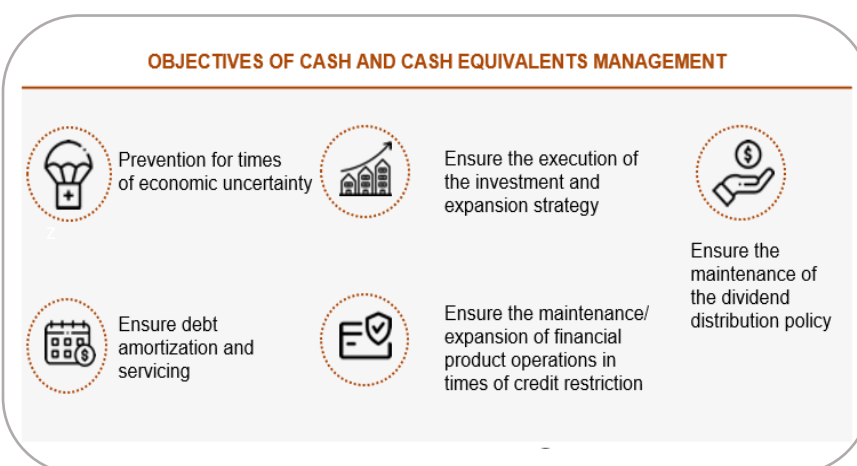 OBJECTIVES OF CASH AND CASH EQUIVALENTS MANAGEMENT
Prevention for times
of economic uncertainty
Z
Ensure the execution of
the investment and
expansion strategy
Ensure the
maintenance of
the dividend
distribution policy
Ensure debt
amortization and
servicing
Ensure the maintenance/
expansion of financial
product operations in
times of credit restriction